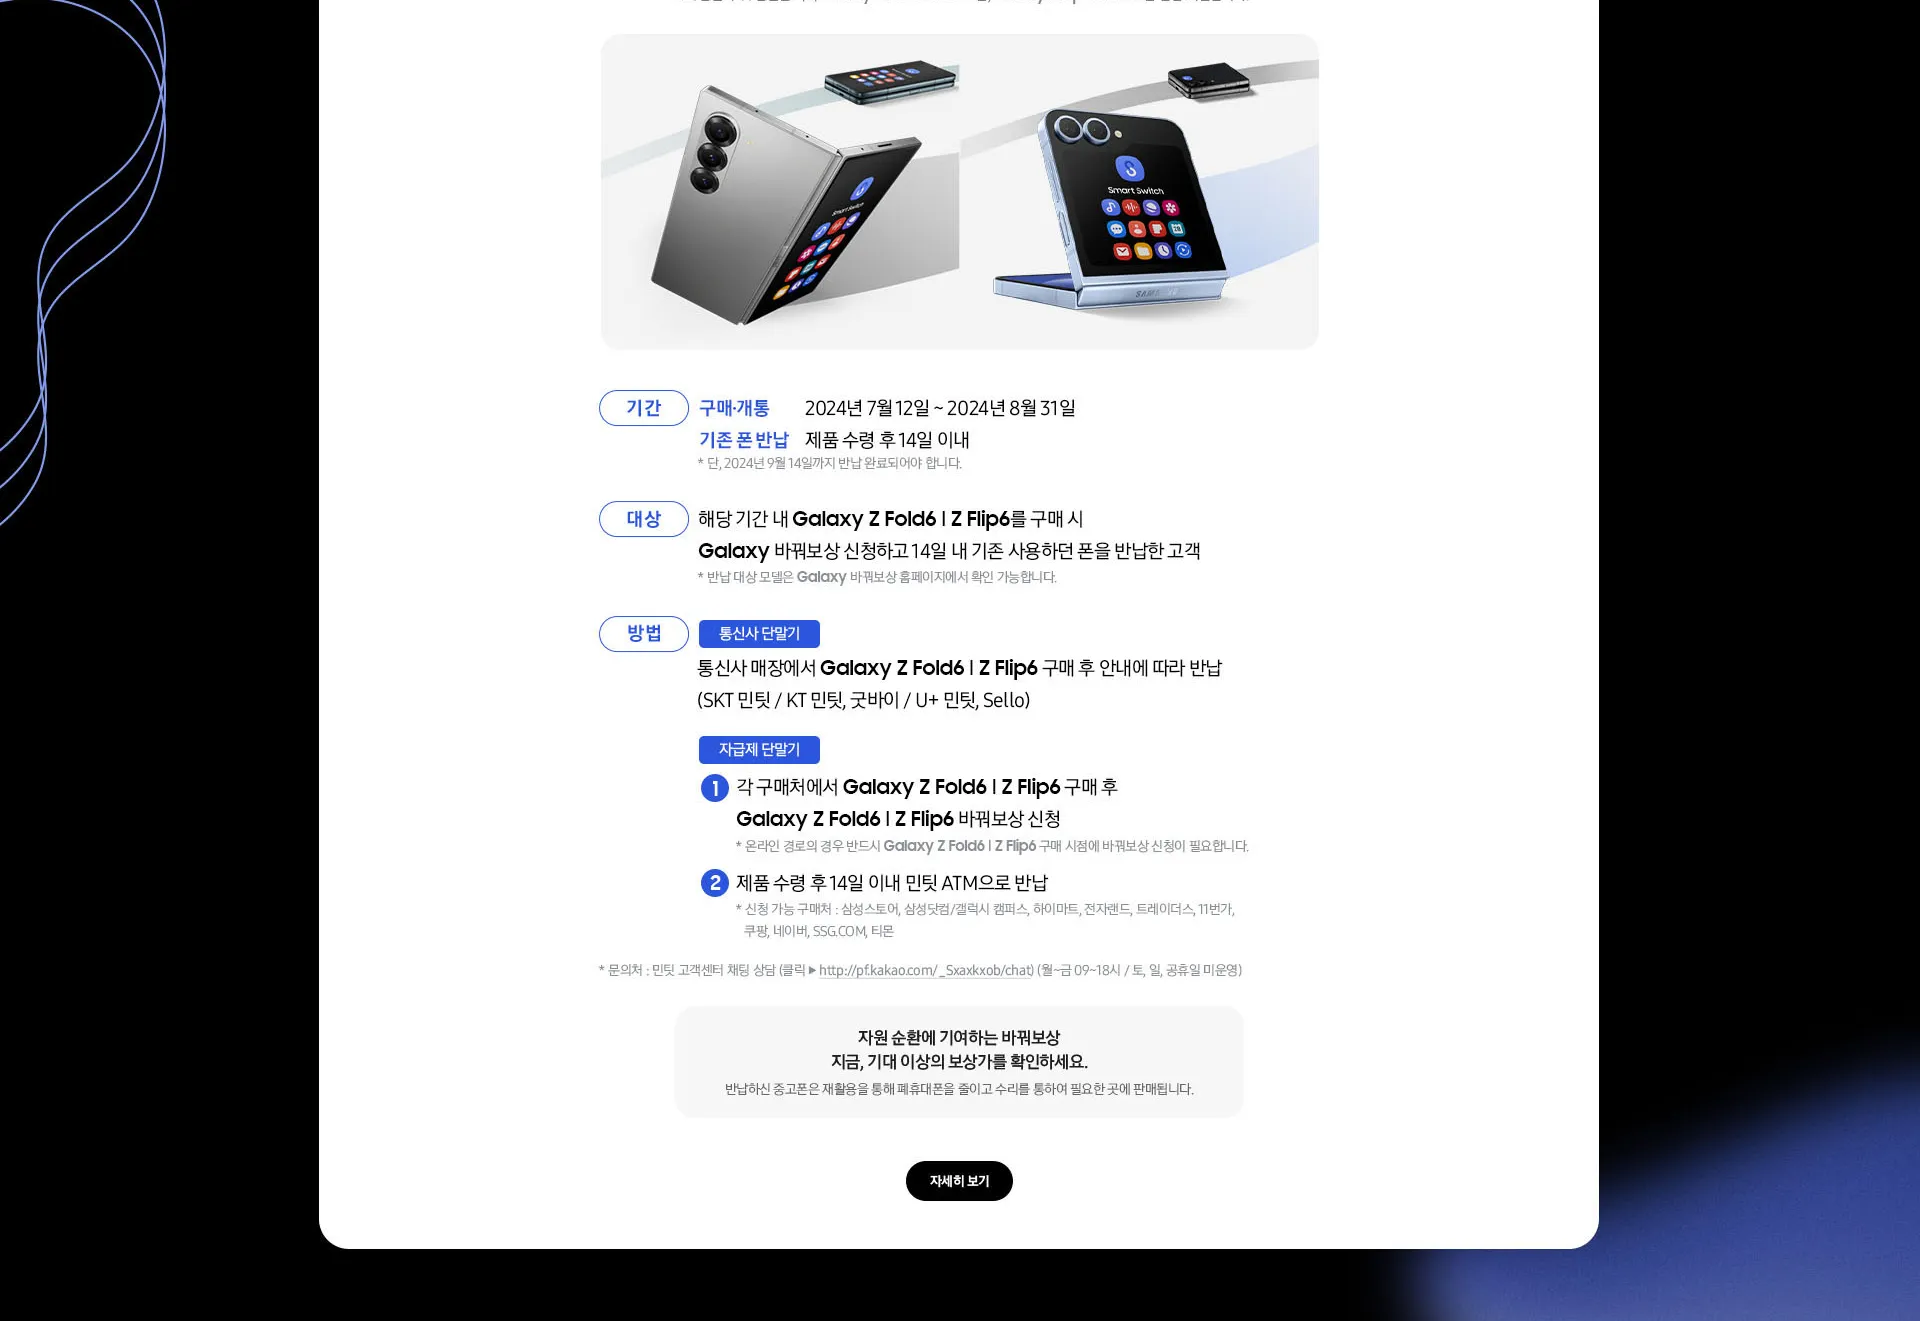 Smart Switch
Smart Switch
기간
구매·개통 2024년 7월 12일 ~ 2024년 8월 31일
기존 폰 반납 제품 수령 후 14일 이내
* 단, 2024년 9월 14일까지 반납 완료되어야 합니다.
대상
해당 기간 내 Galaxy Z Fold6 | Z Flip6를 구매 시
Galaxy 바꿔보상 신청하고 14일 내 기존 사용하던 폰을 반납한 고객
* 반납 대상 모델은 Galaxy 바꿔보상 홈페이지에서 확인 가능합니다.
방법
통신사 단말기
통신사 매장에서 Galaxy Z Fold6 | Z Flip6 구매 후 안내에 따라 반납
(SKT 민팃 / KT 민팃, 굿바이 / U+ 민팃, Sello)
자급제 단말기
1 각 구매처에서 Galaxy Z Fold6 | Z Flip6 구매 후
Galaxy Z Fold6 | Z Flip6 바꿔보상 신청
* 온라인 경로의 경우 반드시 Galaxy Z Fold6 | Z Flip6 구매 시점에 바꿔보상 신청이 필요합니다.
2 제품 수령 후 14일 이내 민팃 ATM으로 반납
* 신청 가능 구매처 : 삼성스토어, 삼성닷컴/갤럭시 캠퍼스, 하이마트, 전자랜드, 트레이더스, 11번가,
쿠팡, 네이버, SSG.COM, 티몬
* 문의처 : 민팃 고객센터 채팅 상담 (클릭 ▶ http://pf.kakao.com/_5xaxkxob/chat) (월~금 09~18시 / 토, 일, 공휴일 미운영)
자원 순환에 기여하는 바꿔보상
지금, 기대 이상의 보상가를 확인하세요.
반납하신 중고폰은 재활용을 통해 폐휴대폰을 줄이고 수리를 통하여 필요한 곳에 판매됩니다.
자세히 보기